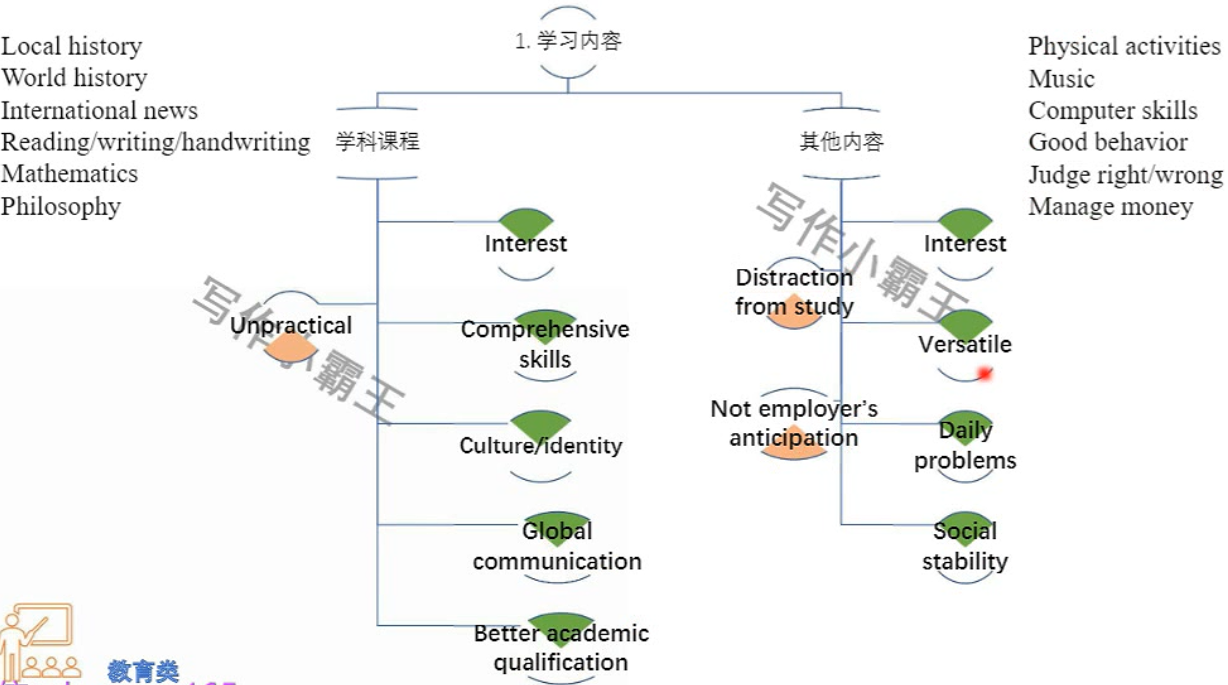 1. 学习内容
Local history
World history
International news
Reading/writing/handwriting
Mathematics
Philosophy
学科课程
其他内容
Physical activities
Music
Computer skills
Good behavior
Judge right/wrong
Manage money
Unpractical
Interest
Comprehensive
skills
Culture/identity
Global
communication
Better academic
qualification
Distraction
from study
Not employer's
anticipation
Interest
Versatile
Daily
problems
Social
stability
写作小霸王
写作小霸王
教育类